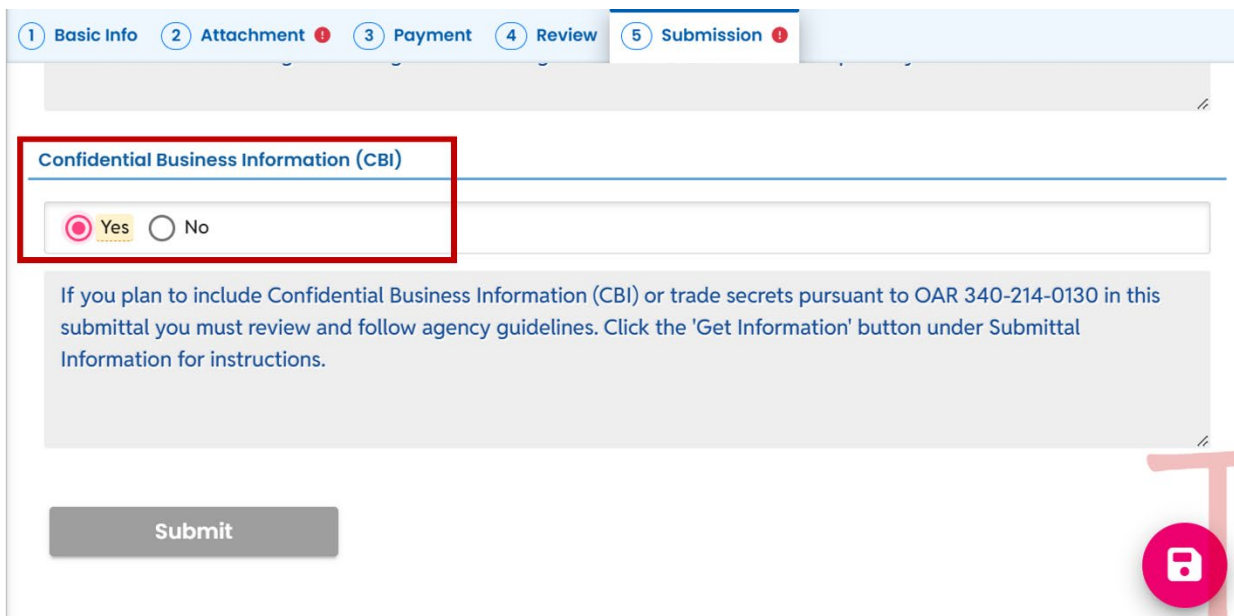 1 Basic Info 2 Attachment ! 3 Payment 4 Review 5 Submission !
Confidential Business Information (CBI)
Yes No
If you plan to include Confidential Business Information (CBI) or trade secrets pursuant to OAR 340-214-0130 in this
submittal you must review and follow agency guidelines. Click the 'Get Information' button under Submittal
Information for instructions.
Submit